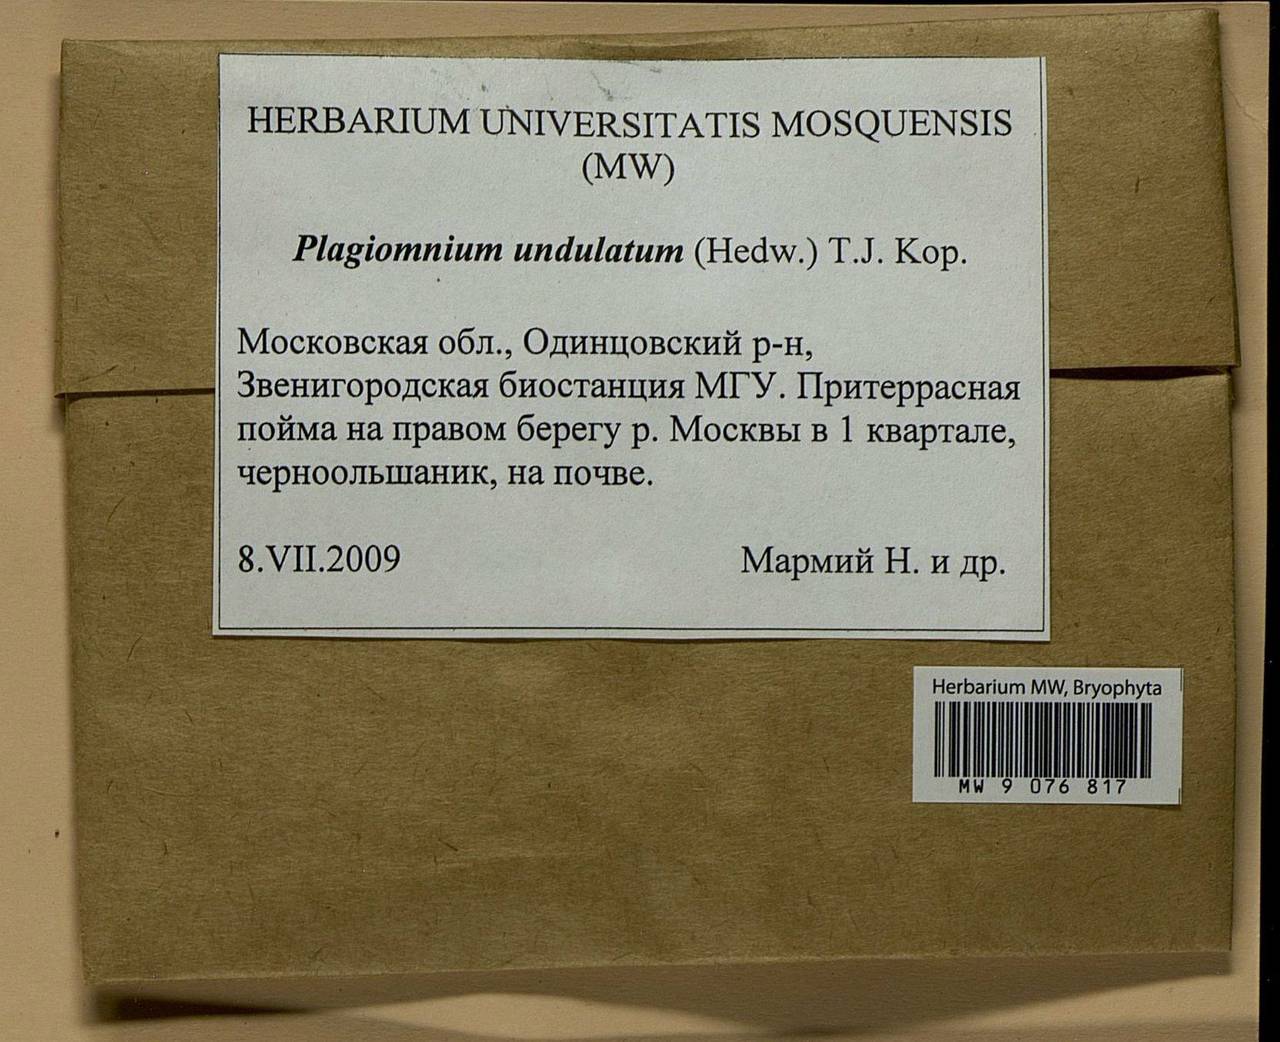 HERBARIUM UNIVERSITATIS MOSQUENSIS
(MW)
Plagiomnium undulatum (Hedw.) T.J. Kop.
Московская обл., Одинцовский р-н,
Звенигородская биостанция МГУ. Притеррасная
пойма на правом берегу р. Москвы в 1 квартале,
черноольшаник, на почве.
8.VII.2009 Мармий Н. и др.
Herbarium MW, Bryophyta
MW 9 076 817